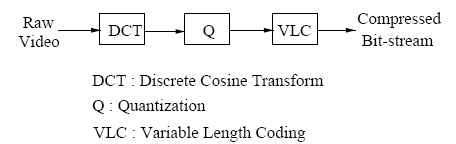 Raw
Video
DCT
Q
VLC
Compressed
Bit-stream
DCT : Discrete Cosine Transform
Q : Quantization
VLC : Variable Length Coding